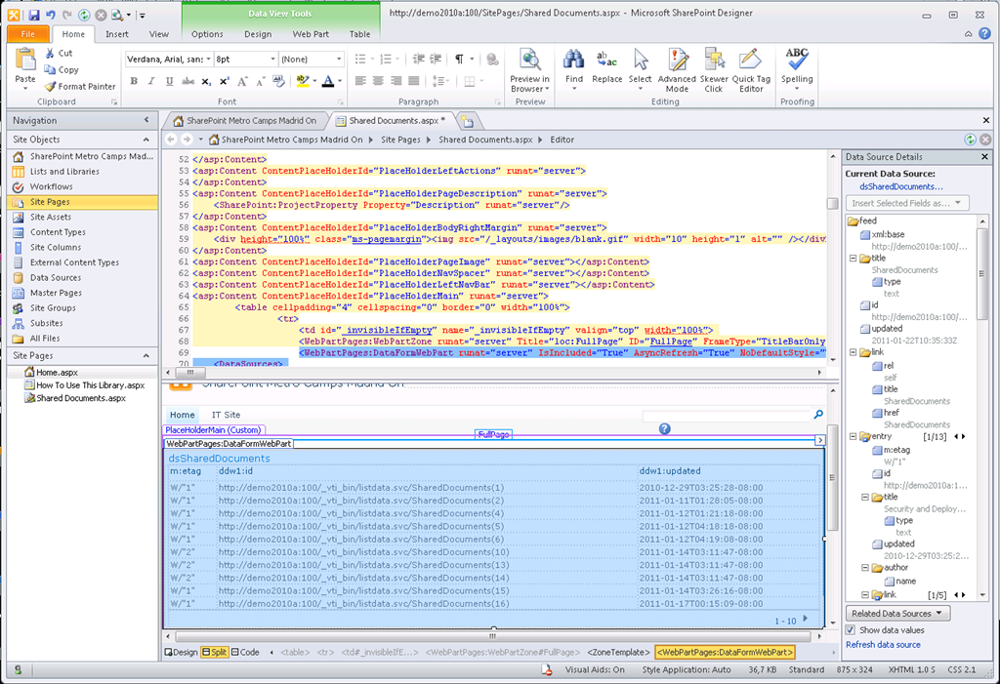 Data View Tools
http://demo2010a:100/SitePages/Shared Documents.aspx - Microsoft SharePoint Designer
File Home Insert View Options Design Web Part Table
Paste
Cut
Copy
Format Painter
Verdana, Arial, san: 8pt (None)
B I U abc
Preview in Browser
Find
Replace
Select
Advanced Mode
Skewer Click
Quick Tag Editor
ABC
Spelling
Clipboard Font Paragraph Preview Editing Proofing
Navigation
Site Objects
SharePoint Metro Camps Mad...
Lists and Libraries
Workflows
Site Pages
Site Assets
Content Types
Site Columns
External Content Types
Data Sources
Master Pages
Site Groups
Subsites
All Files
Site Pages
Home.aspx
How To Use This Library.aspx
Shared Documents.aspx
SharePoint Metro Camps Madrid On
Shared Documents.aspx *
SharePoint Metro Camps Madrid On Site Pages Shared Documents.aspx Editor
52 </asp:Content>
53 <asp:Content ContentPlaceHolderId="PlaceHolderLeftActions" runat="server">
54 </asp:Content>
55 <asp:Content ContentPlaceHolderId="PlaceHolderPageDescription" runat="server">
56 <SharePoint:ProjectProperty Property="Description" runat="server"/>
57 </asp:Content>
58 <asp:Content ContentPlaceHolderId="PlaceHolderBodyRightMargin" runat="server">
59 <div height="100%" class="ms-pagemargin"><img src="/_layouts/images/blank.gif" width="10" height="1" alt="" /></div
60 </asp:Content>
61 <asp:Content ContentPlaceHolderId="PlaceHolderPageImage" runat="server"></asp:Content>
62 <asp:Content ContentPlaceHolderId="PlaceHolderNavSpacer" runat="server"></asp:Content>
63 <asp:Content ContentPlaceHolderId="PlaceHolderLeftNavBar" runat="server"></asp:Content>
64 <asp:Content ContentPlaceHolderId="PlaceHolderMain" runat="server">
65 <table cellpadding="4" cellspacing="0" border="0" width="100%">
66 <tr>
67 <td id="_invisibleIfEmpty" name="_invisibleIfEmpty" valign="top" width="100%">
68 <WebPartPages:WebPartZone runat="server" Title="loc:FullPage" ID="FullPage" FrameType="TitleBarOnly
69 <WebPartPages:DataFormWebPart runat="server" IsIncluded="True" AsyncRefresh="True" NoDefaultStyle="
70 <DataSources>
SharePoint Metro Camps Madrid On
Home IT Site
PlaceHolderMain (Custom)
FullPage
WebPartPages:DataFormWebPart
dsSharedDocuments
m:etag ddw1:id ddw1:updated
W/"1" http://demo2010a:100/_vti_bin/listdata.svc/SharedDocuments(1) 2010-12-29T03:25:28-08:00
W/"1" http://demo2010a:100/_vti_bin/listdata.svc/SharedDocuments(2) 2011-01-11T01:28:05-08:00
W/"1" http://demo2010a:100/_vti_bin/listdata.svc/SharedDocuments(4) 2011-01-12T01:21:18-08:00
W/"1" http://demo2010a:100/_vti_bin/listdata.svc/SharedDocuments(5) 2011-01-12T04:18:18-08:00
W/"1" http://demo2010a:100/_vti_bin/listdata.svc/SharedDocuments(6) 2011-01-12T04:19:08-08:00
W/"2" http://demo2010a:100/_vti_bin/listdata.svc/SharedDocuments(10) 2011-01-14T03:11:47-08:00
W/"2" http://demo2010a:100/_vti_bin/listdata.svc/SharedDocuments(13) 2011-01-14T03:11:47-08:00
W/"2" http://demo2010a:100/_vti_bin/listdata.svc/SharedDocuments(14) 2011-01-14T03:11:47-08:00
W/"1" http://demo2010a:100/_vti_bin/listdata.svc/SharedDocuments(15) 2011-01-14T03:26:16-08:00
W/"1" http://demo2010a:100/_vti_bin/listdata.svc/SharedDocuments(16) 2011-01-17T00:15:09-08:00
1 - 10
Design Split Code <table> <tr> <td#_invisibleIfE...> <WebPartPages:WebPartZone#FullPage> <ZoneTemplate> <WebPartPages:DataFormWebPart>
Data Source Details
Current Data Source:
dsSharedDocuments...
Insert Selected Fields as...
feed
xml:base
http://demo2010a:100/...
title
SharedDocuments
type
text
id
http://demo2010a:100/...
updated
2011-01-22T10:35:33Z
link
rel
self
title
SharedDocuments
href
SharedDocuments
entry [1/13]
m:etag
W/"1"
id
http://demo2010a:1...
title
Security and Deploy...
type
text
updated
2010-12-29T03:25:2...
author
name
link [1/5]
Related Data Sources
Show data values
Refresh data source
Visual Aids: On Style Application: Auto 36,7 KB Standard 875 x 324 XHTML 1.0 S CSS 2.1